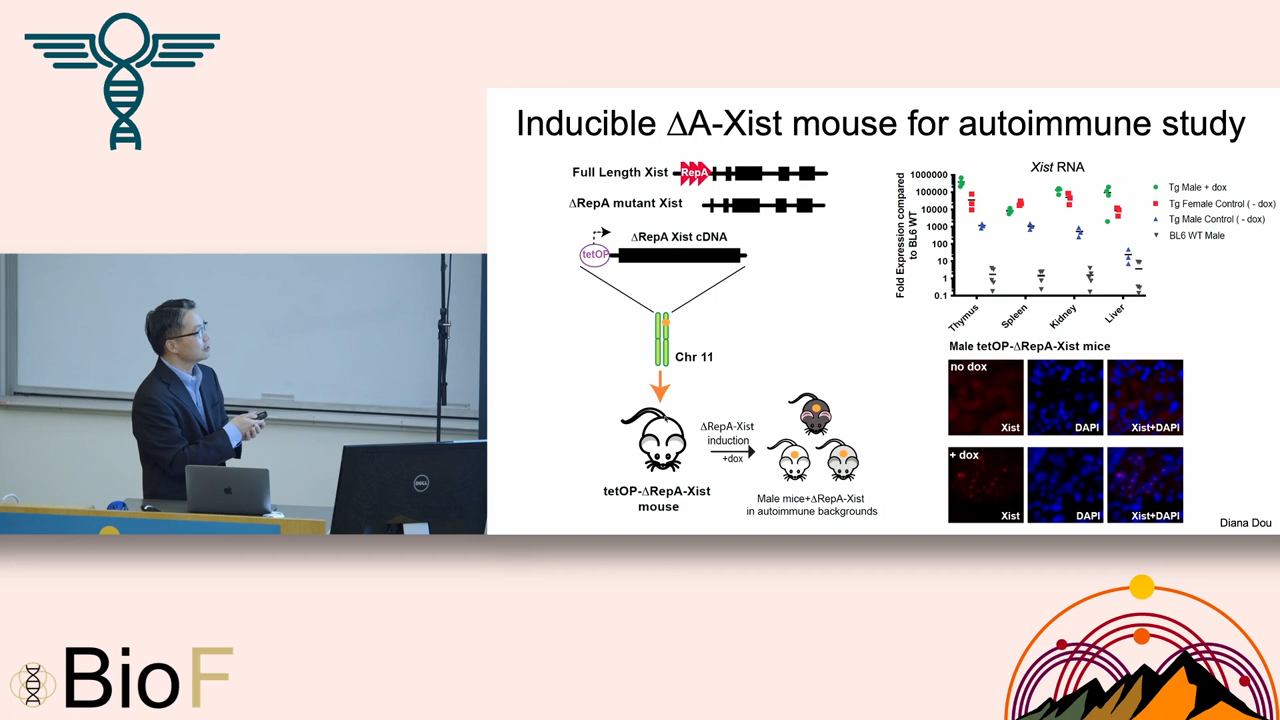 Inducible ΔA-Xist mouse for autoimmune study
Full Length Xist
RepA
ΔRepA mutant Xist
ΔRepA Xist cDNA
tetOP
Chr 11
tetOP-ΔRepA-Xist
mouse
ΔRepA-Xist
induction
+dox
Male mice+ΔRepA-Xist
in autoimmune backgrounds
Xist RNA
Fold Expression compared
to BL6 WT
1000000
100000
10000
1000
100
10
1
0.1
Thymus
Spleen
Kidney
Liver
Tg Male + dox
Tg Female Control ( - dox)
Tg Male Control ( - dox)
BL6 WT Male
Male tetOP-ΔRepA-Xist mice
no dox
Xist
DAPI
Xist+DAPI
+ dox
Xist
DAPI
Xist+DAPI
Diana Dou
DELL
BioF